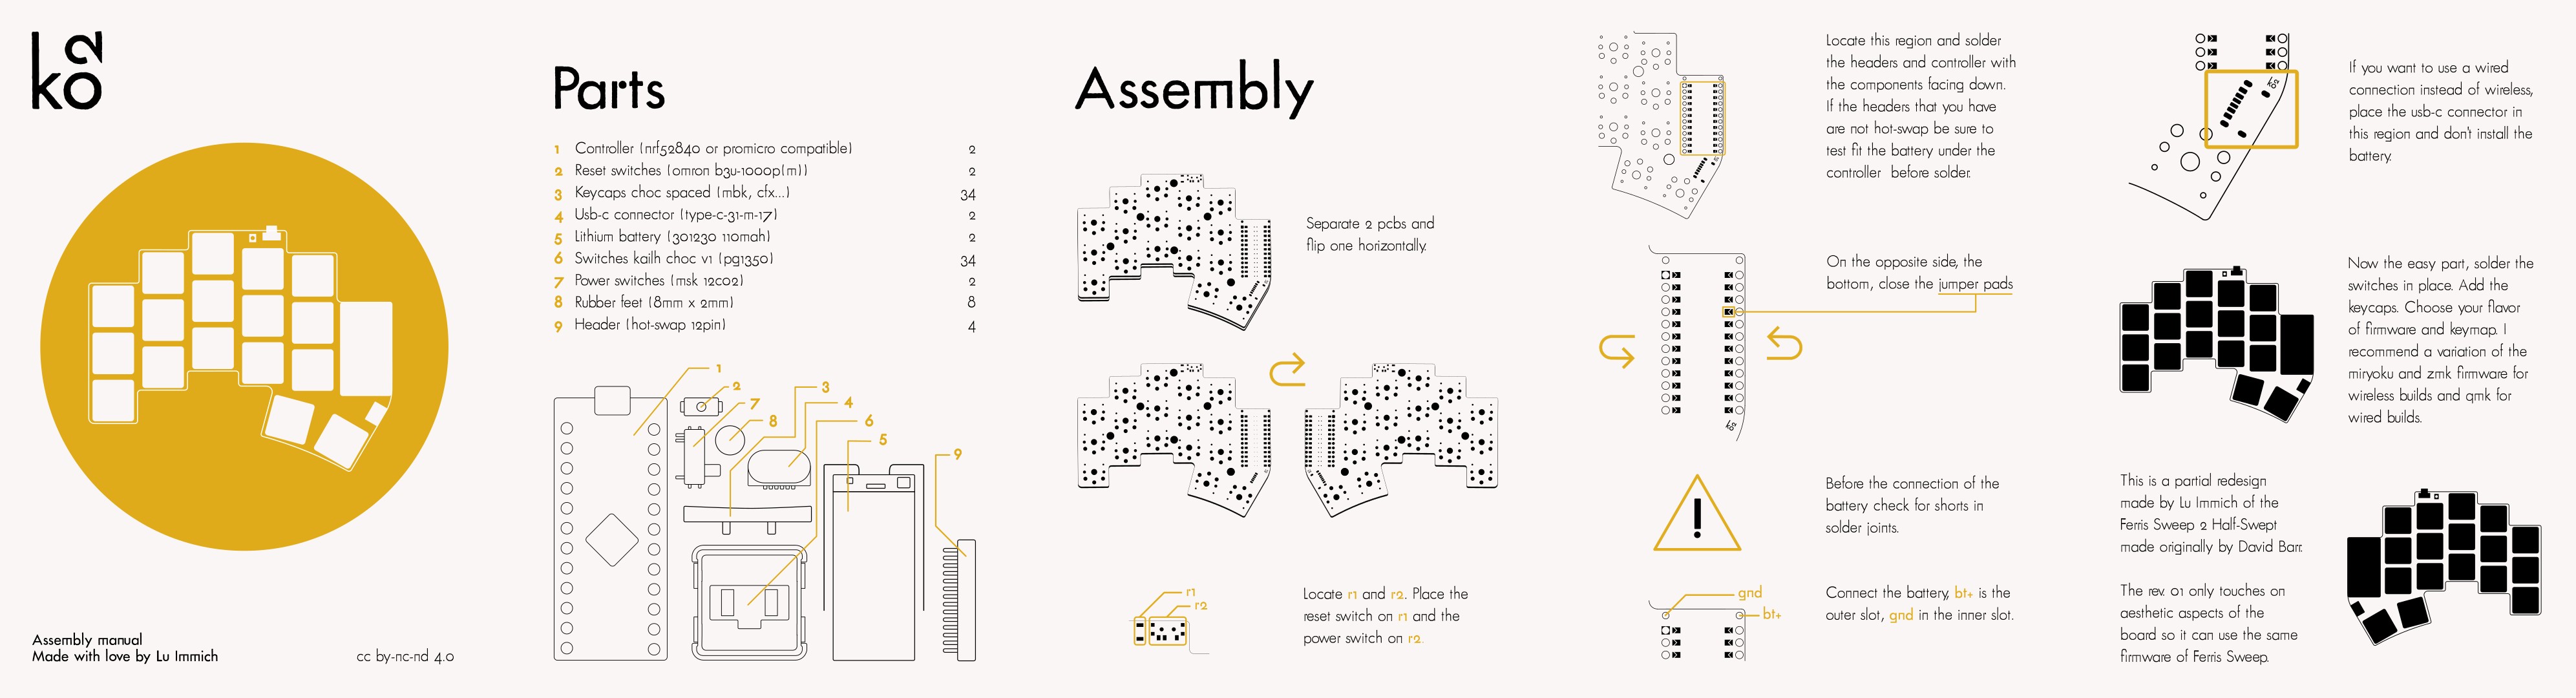 ka
ko
Assembly manual
Made with love by Lu Immich
cc by-nc-nd 4.0
Parts
1 Controller (nrf52840 or promicro compatible) 2
2 Reset switches (omron b3u-1000p(m)) 2
3 Keycaps choc spaced (mbk, cfx...) 34
4 Usb-c connector (type-c-31-m-17) 2
5 Lithium battery (301230 110mah) 2
6 Switches kailh choc v1 (pg1350) 34
7 Power switches (msk 12c02) 2
8 Rubber feet (8mm x 2mm) 8
9 Header (hot-swap 12pin) 4
1
2
3
7
4
8
6
5
9
Assembly
Separate 2 pcbs and
flip one horizontally.
r1
r2
Locate r1 and r2. Place the
reset switch on r1 and the
power switch on r2.
Locate this region and solder
the headers and controller with
the components facing down.
If the headers that you have
are not hot-swap be sure to
test fit the battery under the
controller before solder.
On the opposite side, the
bottom, close the jumper pads
!
Before the connection of the
battery check for shorts in
solder joints.
gnd
bt+
Connect the battery, bt+ is the
outer slot, gnd in the inner slot.
If you want to use a wired
connection instead of wireless,
place the usb-c connector in
this region and don't install the
battery.
Now the easy part, solder the
switches in place. Add the
keycaps. Choose your flavor
of firmware and keymap. I
recommend a variation of the
miryoku and zmk firmware for
wireless builds and qmk for
wired builds.
This is a partial redesign
made by Lu Immich of the
Ferris Sweep 2 Half-Swept
made originally by David Barr.
The rev. 01 only touches on
aesthetic aspects of the
board so it can use the same
firmware of Ferris Sweep.